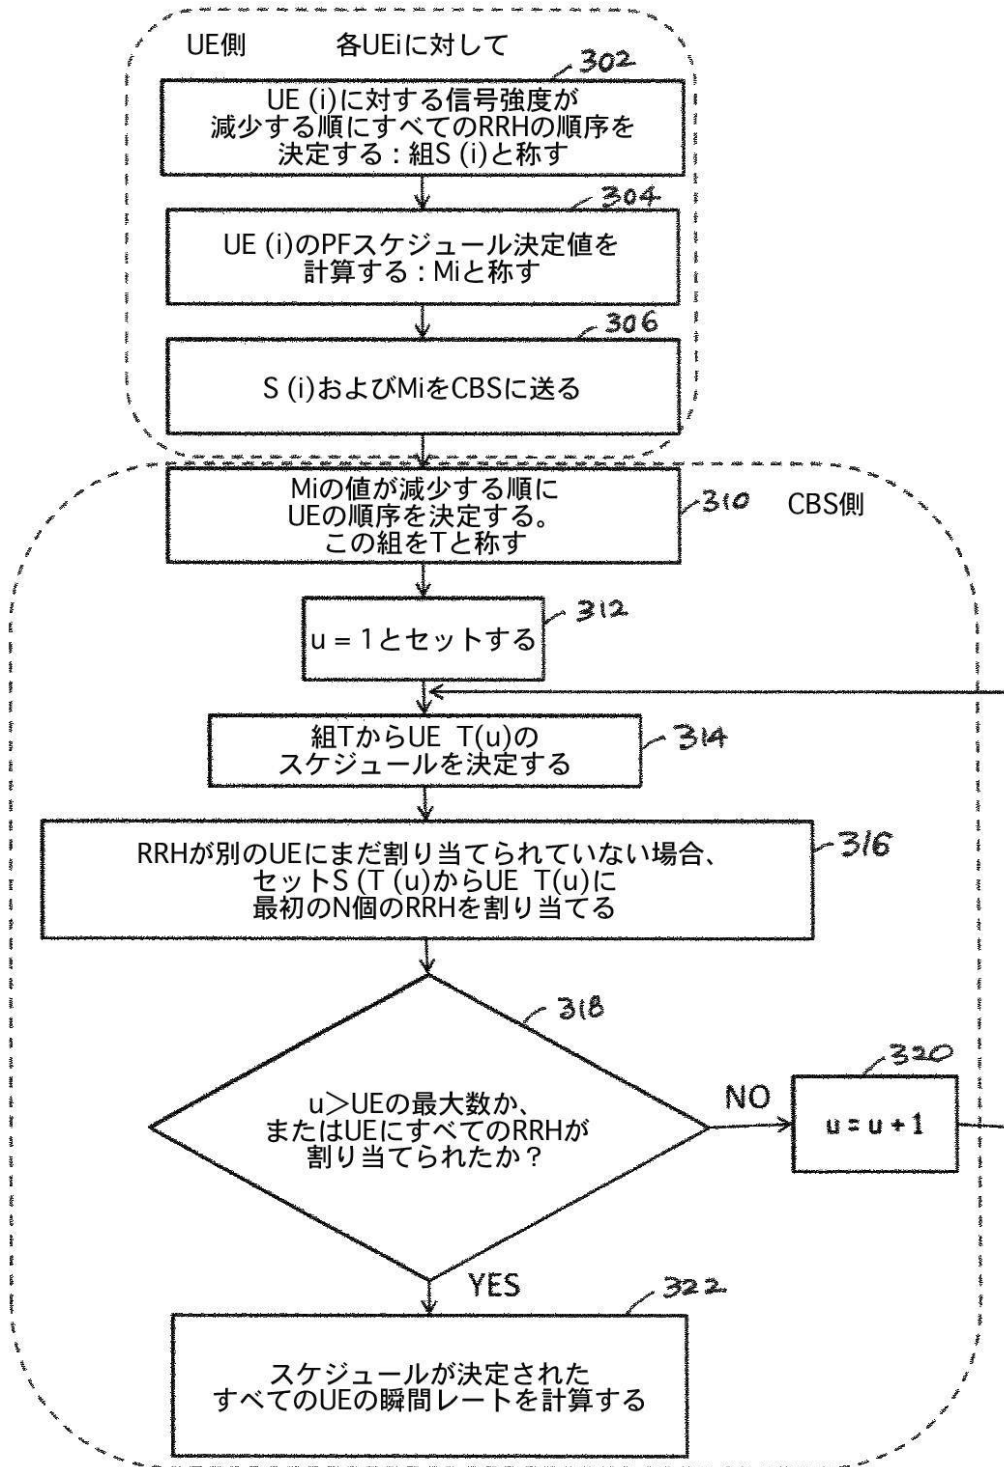 UE側 各UEiに対して
302
UE (i)に対する信号強度が
減少する順にすべてのRRHの順序を
決定する : 組S (i)と称す
304
UE (i)のPFスケジュール決定値を
計算する : Miと称す
306
S (i)およびMiをCBSに送る
Miの値が減少する順に
UEの順序を決定する。
この組をTと称す
310
CBS側
312
u = 1とセットする
組TからUE T(u)の
スケジュールを決定する
314
RRHが別のUEにまだ割り当てられていない場合、
セットS (T (u)からUE T(u)に
最初のN個のRRHを割り当てる
316
318
u＞UEの最大数か、
またはUEにすべてのRRHが
割り当てられたか？
NO
320
u = u + 1
YES
322
スケジュールが決定された
すべてのUEの瞬間レートを計算する